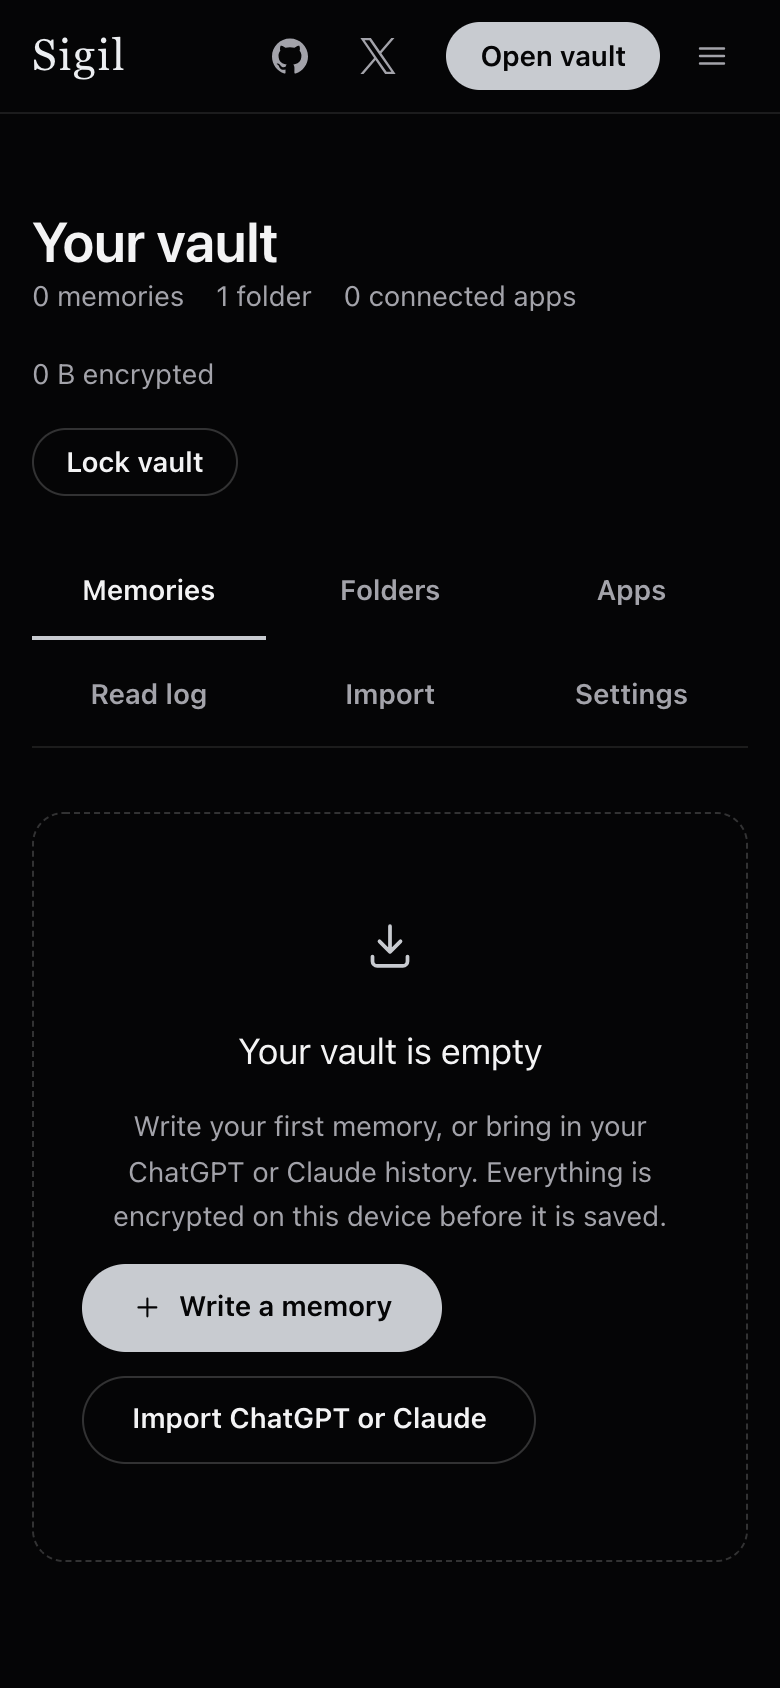 Sigil
Open vault
Your vault
0 memories 1 folder 0 connected apps
0 B encrypted
Lock vault
Memories Folders Apps
Read log Import Settings
Your vault is empty
Write your first memory, or bring in your
ChatGPT or Claude history. Everything is
encrypted on this device before it is saved.
+ Write a memory
Import ChatGPT or Claude